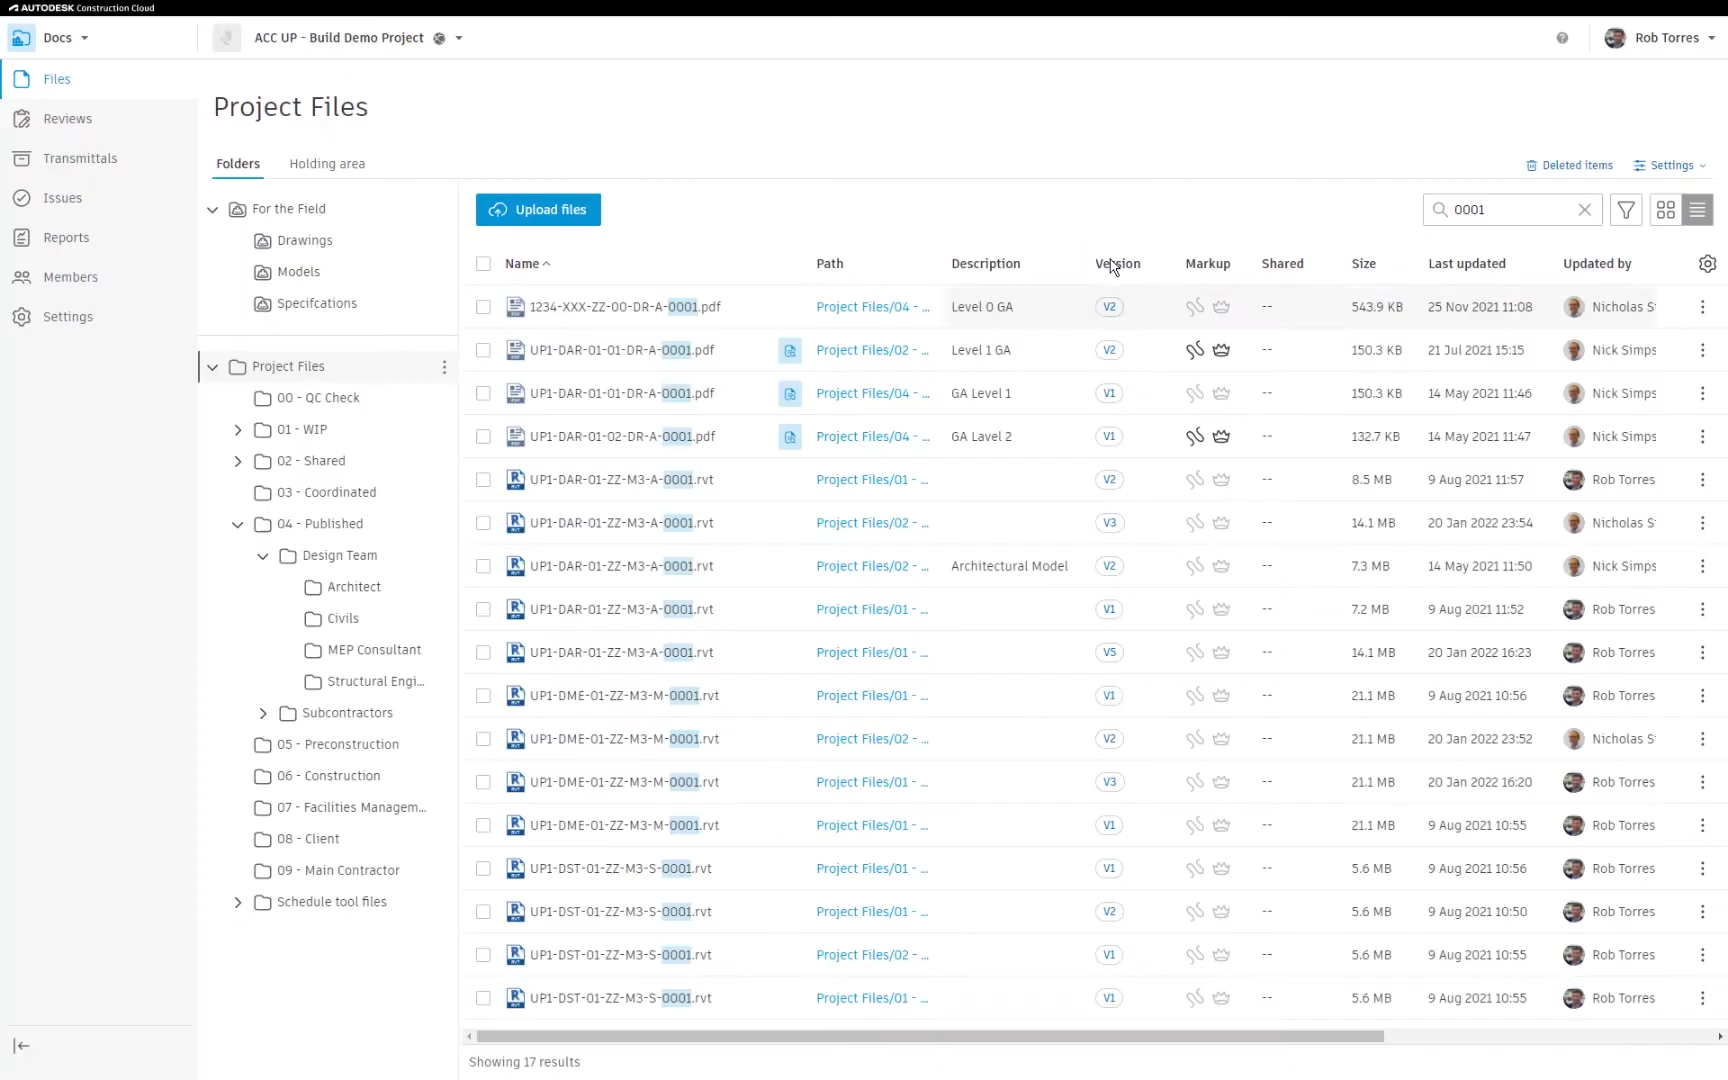 AUTODESK Construction Cloud
Docs
ACC UP - Build Demo Project
Rob Torres
Files
Reviews
Transmittals
Issues
Reports
Members
Settings
Project Files
Folders Holding area
Deleted items Settings
For the Field
Drawings
Models
Specifcations
Project Files
00 - QC Check
01 - WIP
02 - Shared
03 - Coordinated
04 - Published
Design Team
Architect
Civils
MEP Consultant
Structural Engi...
Subcontractors
05 - Preconstruction
06 - Construction
07 - Facilities Managem...
08 - Client
09 - Main Contractor
Schedule tool files
Upload files
0001
Name Path Description Version Markup Shared Size Last updated Updated by
1234-XXX-ZZ-00-DR-A-0001.pdf Project Files/04 - ... Level 0 GA V2 -- 543.9 KB 25 Nov 2021 11:08 Nicholas S
UP1-DAR-01-01-DR-A-0001.pdf Project Files/02 - ... Level 1 GA V2 -- 150.3 KB 21 Jul 2021 15:15 Nick Simps
UP1-DAR-01-01-DR-A-0001.pdf Project Files/04 - ... GA Level 1 V1 -- 150.3 KB 14 May 2021 11:46 Nick Simps
UP1-DAR-01-02-DR-A-0001.pdf Project Files/04 - ... GA Lavel 2 V1 -- 132.7 KB 14 May 2021 11:47 Nick Simps
UP1-DAR-01-ZZ-M3-A-0001.rvt Project Files/01 - ... V2 -- 8.5 MB 9 Aug 2021 11:57 Rob Torres
UP1-DAR-01-ZZ-M3-A-0001.rvt Project Files/02 - ... V3 -- 14.1 MB 20 Jan 2022 23:54 Nicholas S
UP1-DAR-01-ZZ-M3-A-0001.rvt Project Files/02 - ... Architectural Model V2 -- 7.3 MB 14 May 2021 11:50 Nick Simps
UP1-DAR-01-ZZ-M3-A-0001.rvt Project Files/01 - ... V1 -- 7.2 MB 9 Aug 2021 11:52 Rob Torres
UP1-DAR-01-ZZ-M3-A-0001.rvt Project Files/01 - ... V5 -- 14.1 MB 20 Jan 2022 16:23 Rob Torres
UP1-DME-01-ZZ-M3-M-0001.rvt Project Files/01 - ... V1 -- 21.1 MB 9 Aug 2021 10:56 Rob Torres
UP1-DME-01-ZZ-M3-M-0001.rvt Project Files/02 - ... V2 -- 21.1 MB 20 Jan 2022 23:52 Nicholas S
UP1-DME-01-ZZ-M3-M-0001.rvt Project Files/01 - ... V3 -- 21.1 MB 20 Jan 2022 16:20 Rob Torres
UP1-DME-01-ZZ-M3-M-0001.rvt Project Files/01 - ... V1 -- 21.1 MB 9 Aug 2021 10:55 Rob Torres
UP1-DST-01-ZZ-M3-S-0001.rvt Project Files/01 - ... V1 -- 5.6 MB 9 Aug 2021 10:56 Rob Torres
UP1-DST-01-ZZ-M3-S-0001.rvt Project Files/01 - ... V2 -- 5.6 MB 9 Aug 2021 10:50 Rob Torres
UP1-DST-01-ZZ-M3-S-0001.rvt Project Files/02 - ... V1 -- 5.6 MB 9 Aug 2021 10:55 Rob Torres
UP1-DST-01-ZZ-M3-S-0001.rvt Project Files/01 - ... V1 -- 5.6 MB 9 Aug 2021 10:55 Rob Torres
Showing 17 results